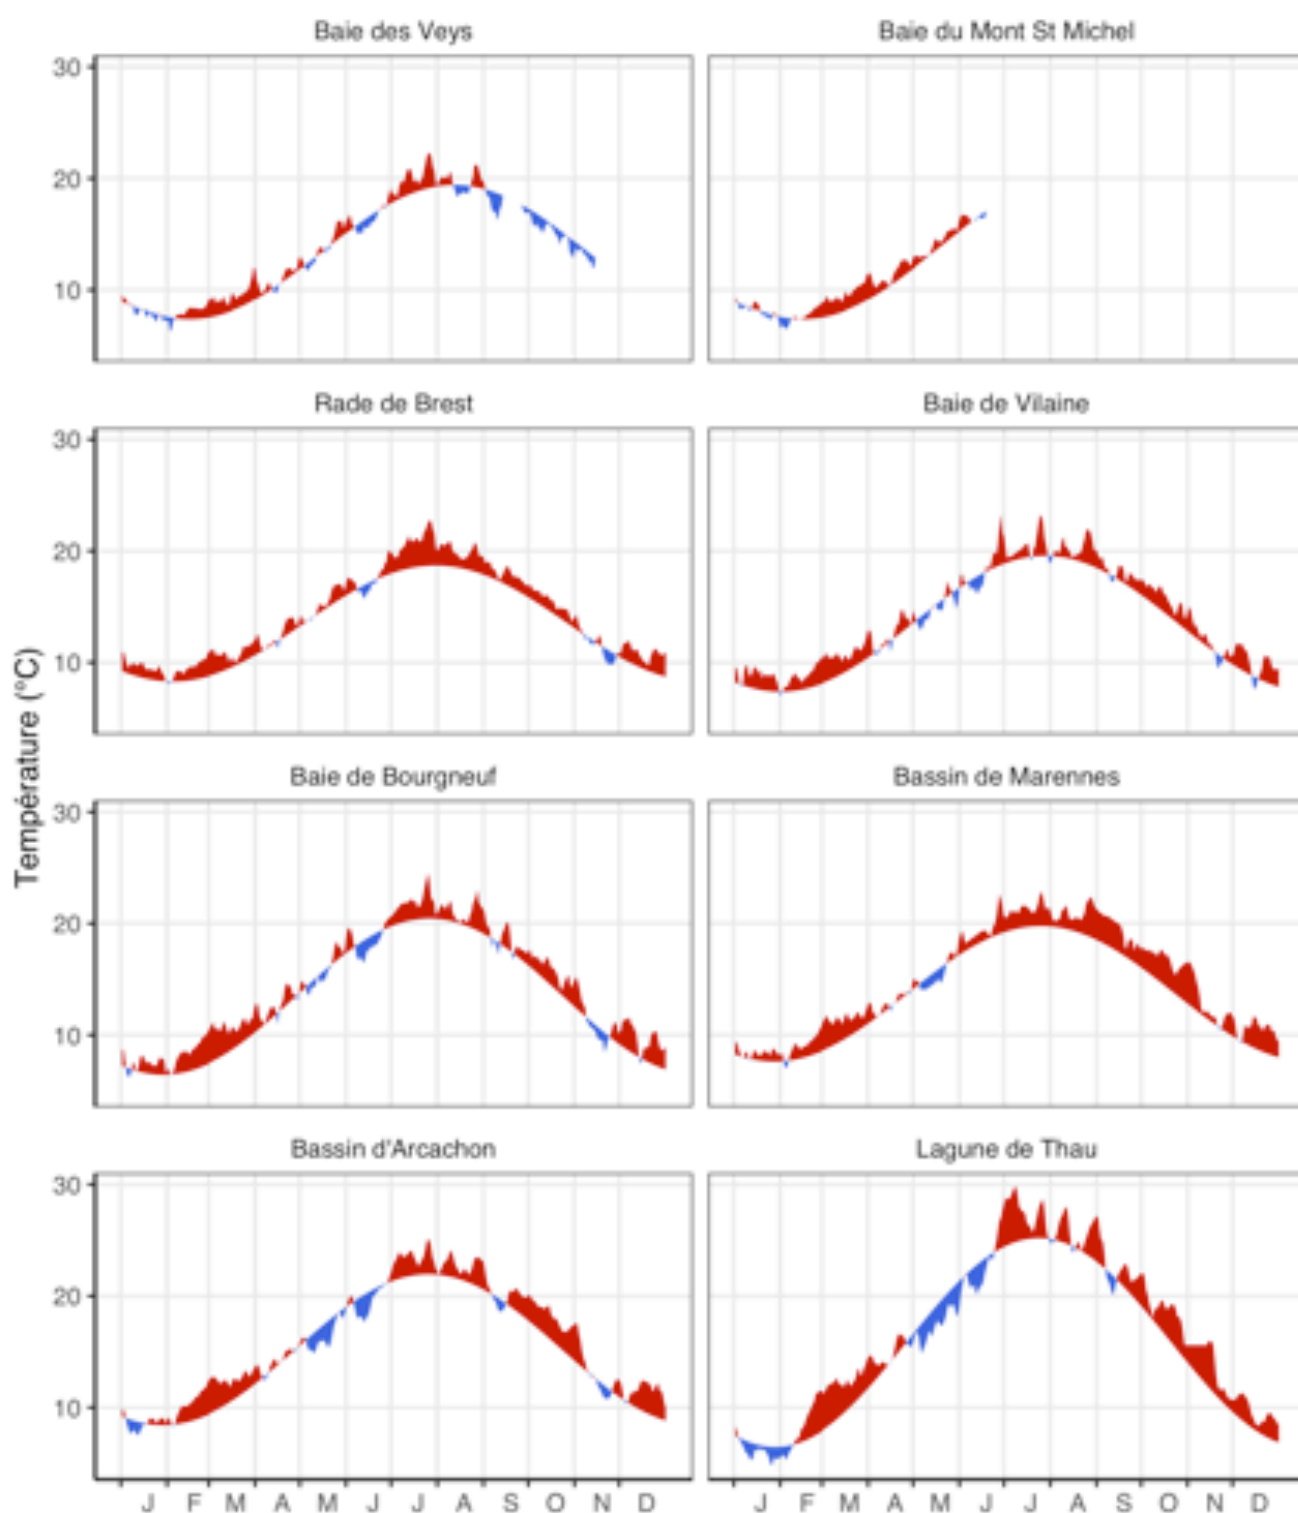 Baie des Veys
Baie du Mont St Michel
30
20
10
Rade de Brest
Baie de Vilaine
30
20
10
Température (°C)
Baie de Bourgneuf
Bassin de Marennes
30
20
10
Bassin d'Arcachon
Lagune de Thau
30
20
10
J F M A M J J A S O N D
J F M A M J J A S O N D